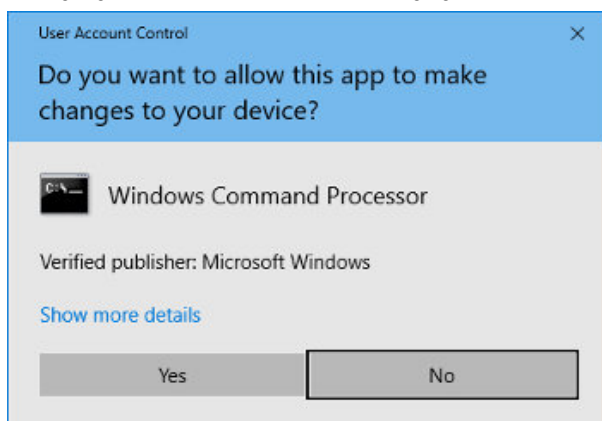 User Account Control
Do you want to allow this app to make
changes to your device?
C:\_
Windows Command Processor
Verified publisher: Microsoft Windows
Show more details
Yes
No